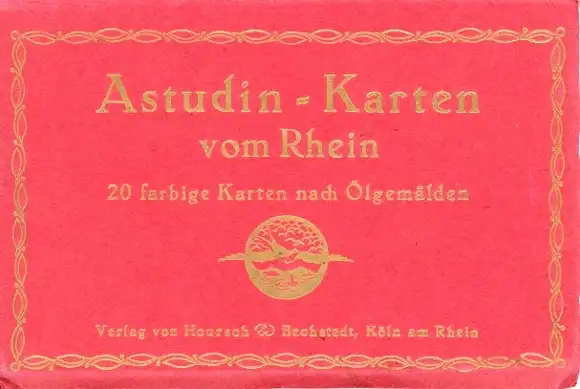 Astudin - Karten
vom Rhein
20 farbige Karten nach Ölgemälden
Verlag von Hoursch & Bechstedt, Köln am Rhein